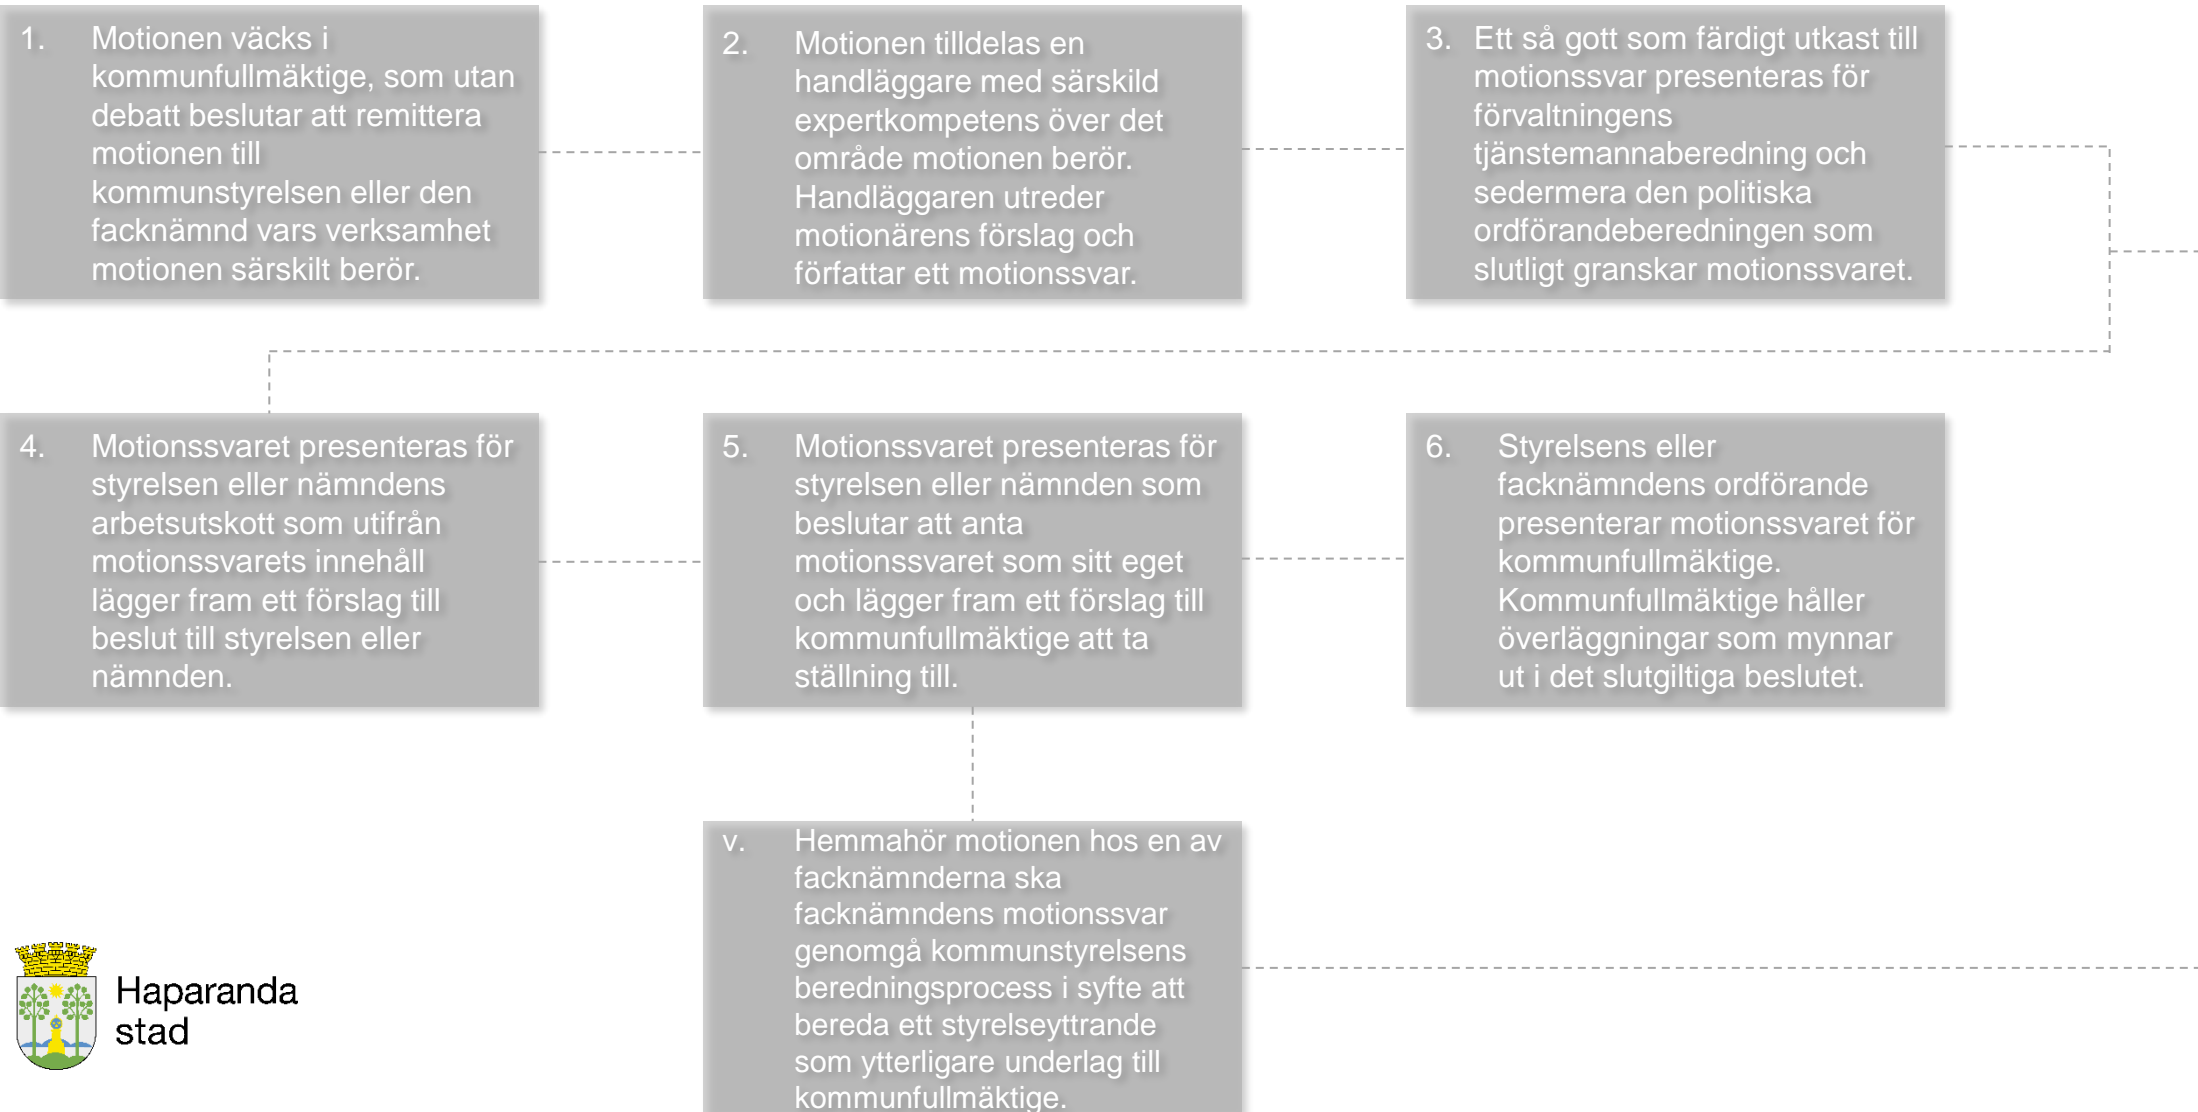 1. Motionen väcks i
kommunfullmäktige, som utan
debatt beslutar att remittera
motionen till
kommunstyrelsen eller den
facknämnd vars verksamhet
motionen särskilt berör.
2. Motionen tilldelas en
handläggare med särskild
expertkompetens över det
område motionen berör.
Handläggaren utreder
motionärens förslag och
författar ett motionssvar.
3. Ett så gott som färdigt utkast till
motionssvar presenteras för
förvaltningens
tjänstemannaberedning och
sedermera den politiska
ordförandeberedningen som
slutligt granskar motionssvaret.
4. Motionssvaret presenteras för
styrelsen eller nämndens
arbetsutskott som utifrån
motionssvarets innehåll
lägger fram ett förslag till
beslut till styrelsen eller
nämnden.
5. Motionssvaret presenteras för
styrelsen eller nämnden som
beslutar att anta
motionssvaret som sitt eget
och lägger fram ett förslag till
kommunfullmäktige att ta
ställning till.
6. Styrelsens eller
facknämndens ordförande
presenterar motionssvaret för
kommunfullmäktige.
Kommunfullmäktige håller
överläggningar som mynnar
ut i det slutgiltiga beslutet.
v. Hemmahör motionen hos en av
facknämnderna ska
facknämndens motionssvar
genomgå kommunstyrelsens
beredningsprocess i syfte att
bereda ett styrelseyttrande
som ytterligare underlag till
kommunfullmäktige.
Haparanda
stad